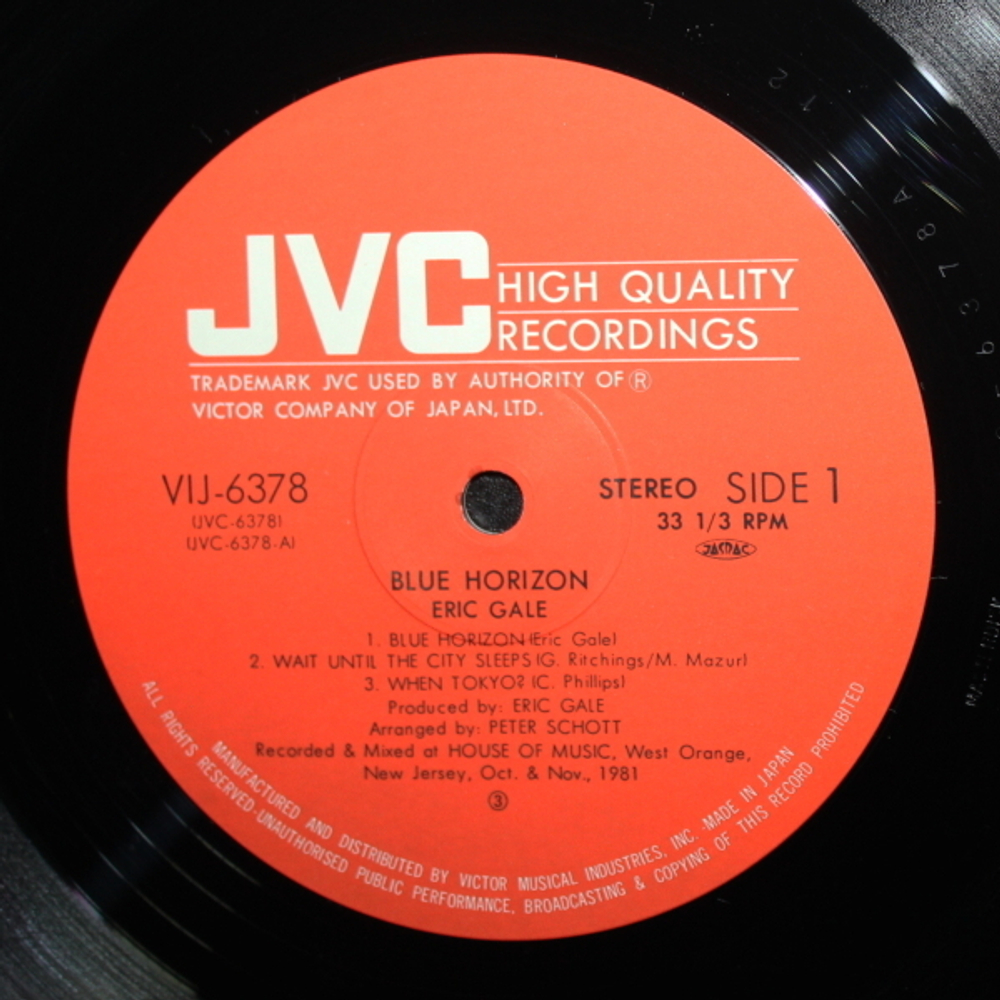 JVC HIGH QUALITY
RECORDINGS
TRADEMARK JVC USED BY AUTHORITY OF Ⓡ
VICTOR COMPANY OF JAPAN, LTD.
VIJ-6378
(JVC-6378)
(JVC-6378-A)
STEREO SIDE 1
33 1/3 RPM
JASRAC
BLUE HORIZON
ERIC GALE
1. BLUE HORIZON (Eric Gale)
2. WAIT UNTIL THE CITY SLEEPS (G. Ritchings/M. Mazur)
3. WHEN TOKYO? (C. Phillips)
Produced by: ERIC GALE
Arranged by: PETER SCHOTT
Recorded & Mixed at HOUSE OF MUSIC, West Orange,
New Jersey, Oct. & Nov., 1981
③
MANUFACTURED AND DISTRIBUTED BY VICTOR MUSICAL INDUSTRIES, INC. MADE IN JAPAN
ALL RIGHTS RESERVED-UNAUTHORISED PUBLIC PERFORMANCE, BROADCASTING & COPYING OF THIS RECORD PROHIBITED